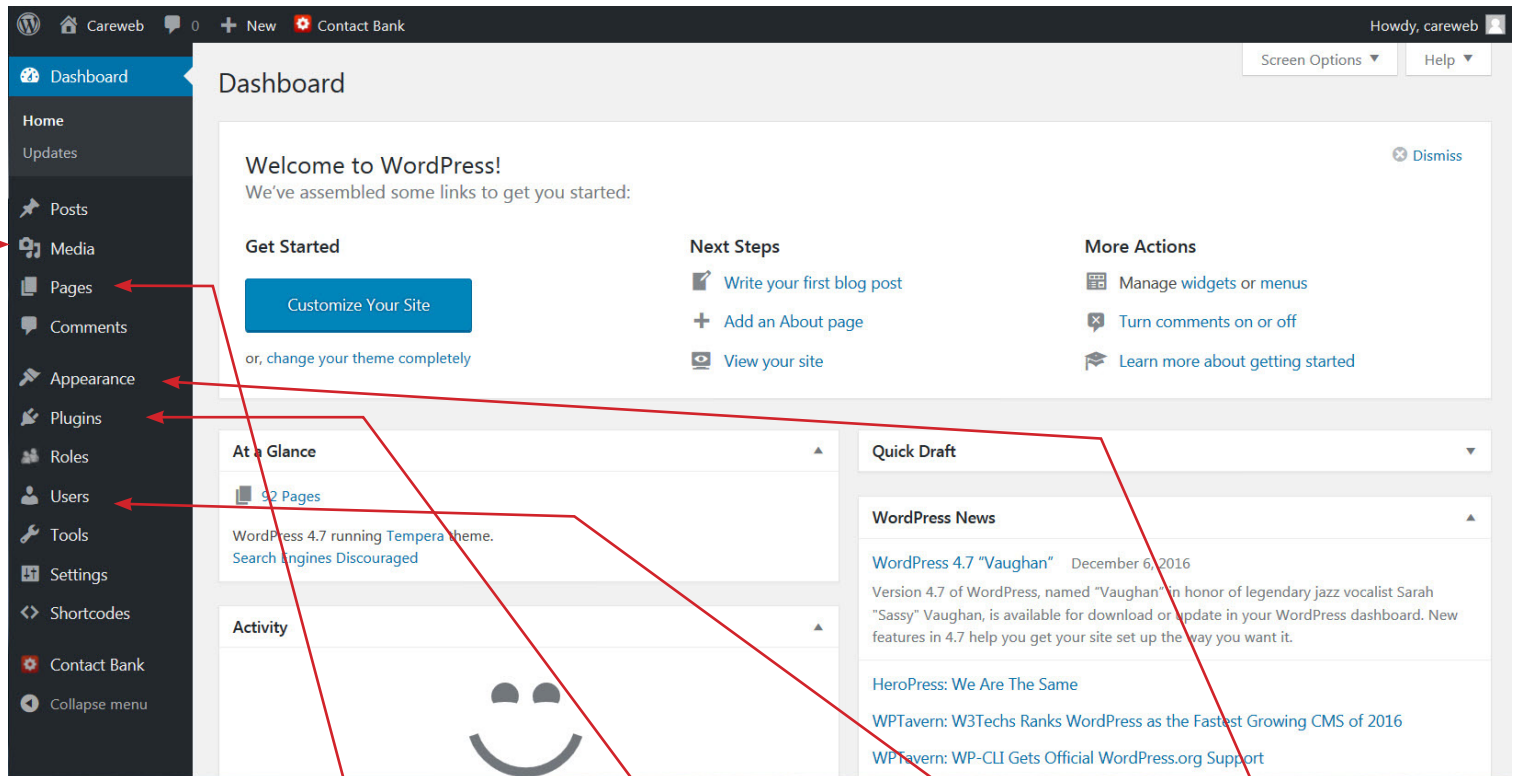 Careweb 0 New Contact Bank Howdy, careweb
Screen Options Help
Dashboard
Home
Updates
Posts
Media
Pages
Comments
Appearance
Plugins
Roles
Users
Tools
Settings
Shortcodes
Contact Bank
Collapse menu
Dashboard
Welcome to WordPress!
Dismiss
We've assembled some links to get you started:
Get Started
Customize Your Site
or, change your theme completely
Next Steps
Write your first blog post
Add an About page
View your site
More Actions
Manage widgets or menus
Turn comments on or off
Learn more about getting started
At a Glance
92 Pages
WordPress 4.7 running Tempera theme.
Search Engines Discouraged
Activity
Quick Draft
WordPress News
WordPress 4.7 “Vaughan” December 6, 2016
Version 4.7 of WordPress, named “Vaughan” in honor of legendary jazz vocalist Sarah
"Sassy" Vaughan, is available for download or update in your WordPress dashboard. New
features in 4.7 help you get your site set up the way you want it.
HeroPress: We Are The Same
WPTavern: W3Techs Ranks WordPress as the Fastest Growing CMS of 2016
WPTavern: WP-CLI Gets Official WordPress.org Support